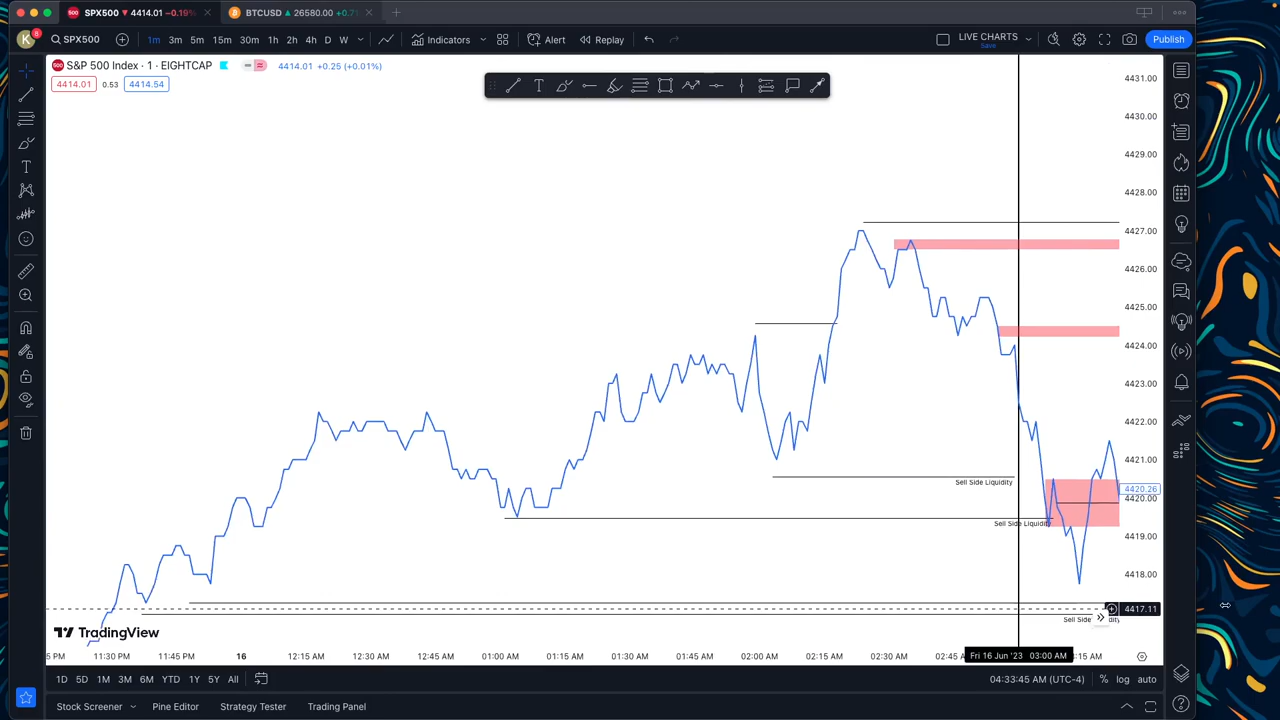 SPX500 ▼ 4414.01 −0.19%
BTCUSD ▲ 26580.00 +0.7
K 8 SPX500 1m 3m 5m 15m 30m 1h 2h 4h D W Indicators Alert Replay LIVE CHARTS Save Publish
S&P 500 Index · 1 · EIGHTCAP 4414.01 +0.25 (+0.01%)
4414.01 0.53 4414.54
4431.00
4430.00
4429.00
4428.00
4427.00
4426.00
4425.00
4424.00
4423.00
4422.00
4421.00
4420.26
4420.00
4419.00
4418.00
4417.11
Sell Side Liquidity
Sell Side Liquidity
TradingView
11:30 PM 11:45 PM 16 12:15 AM 12:30 AM 12:45 AM 01:00 AM 01:15 AM 01:30 AM 01:45 AM 02:00 AM 02:15 AM 02:30 AM Fri 16 Jun '23 03:00 AM
1D 5D 1M 3M 6M YTD 1Y 5Y All 04:33:45 AM (UTC-4) % log auto
Stock Screener Pine Editor Strategy Tester Trading Panel